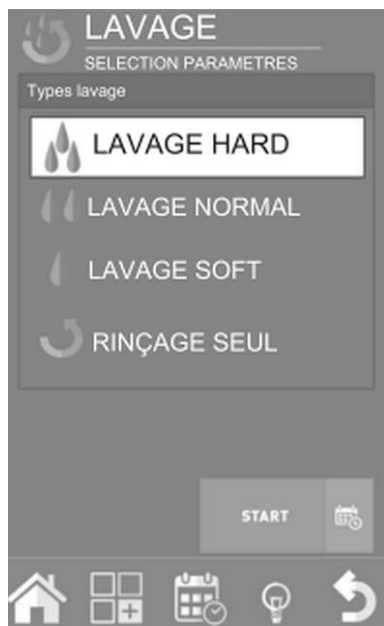 LAVAGE
SELECTION PARAMETRES
Types lavage
LAVAGE HARD
LAVAGE NORMAL
LAVAGE SOFT
RINÇAGE SEUL
START